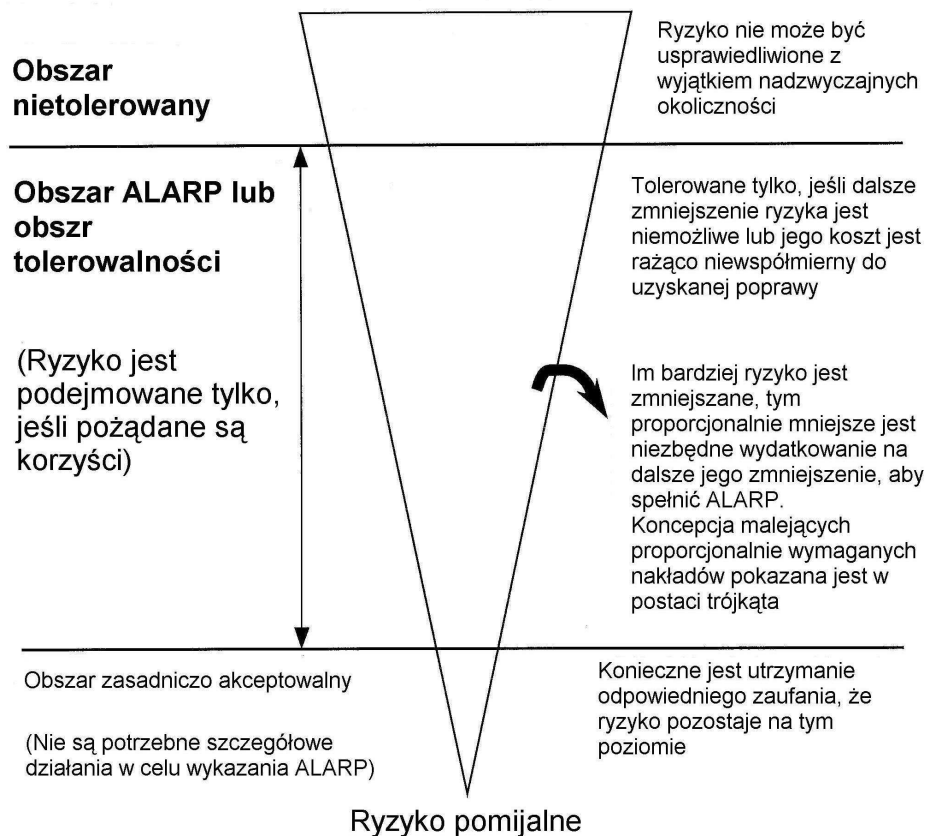 Obszar
nietolerowany
Ryzyko nie może być
usprawiedliwione z
wyjątkiem nadzwyczajnych
okoliczności
Obszar ALARP lub
obszr
tolerowalności
Tolerowane tylko, jeśli dalsze
zmniejszenie ryzyka jest
niemożliwe lub jego koszt jest
rażąco niewspółmierny do
uzyskanej poprawy
(Ryzyko jest
podejmowane tylko,
jeśli pożądane są
korzyści)
Im bardziej ryzyko jest
zmniejszane, tym
proporcjonalnie mniejsze jest
niezbędne wydatkowanie na
dalsze jego zmniejszenie, aby
spełnić ALARP.
Koncepcja malejących
proporcjonalnie wymaganych
nakładów pokazana jest w
postaci trójkąta
Obszar zasadniczo akceptowalny
(Nie są potrzebne szczegółowe
działania w celu wykazania ALARP)
Konieczne jest utrzymanie
odpowiedniego zaufania, że
ryzyko pozostaje na tym
poziomie
Ryzyko pomijalne